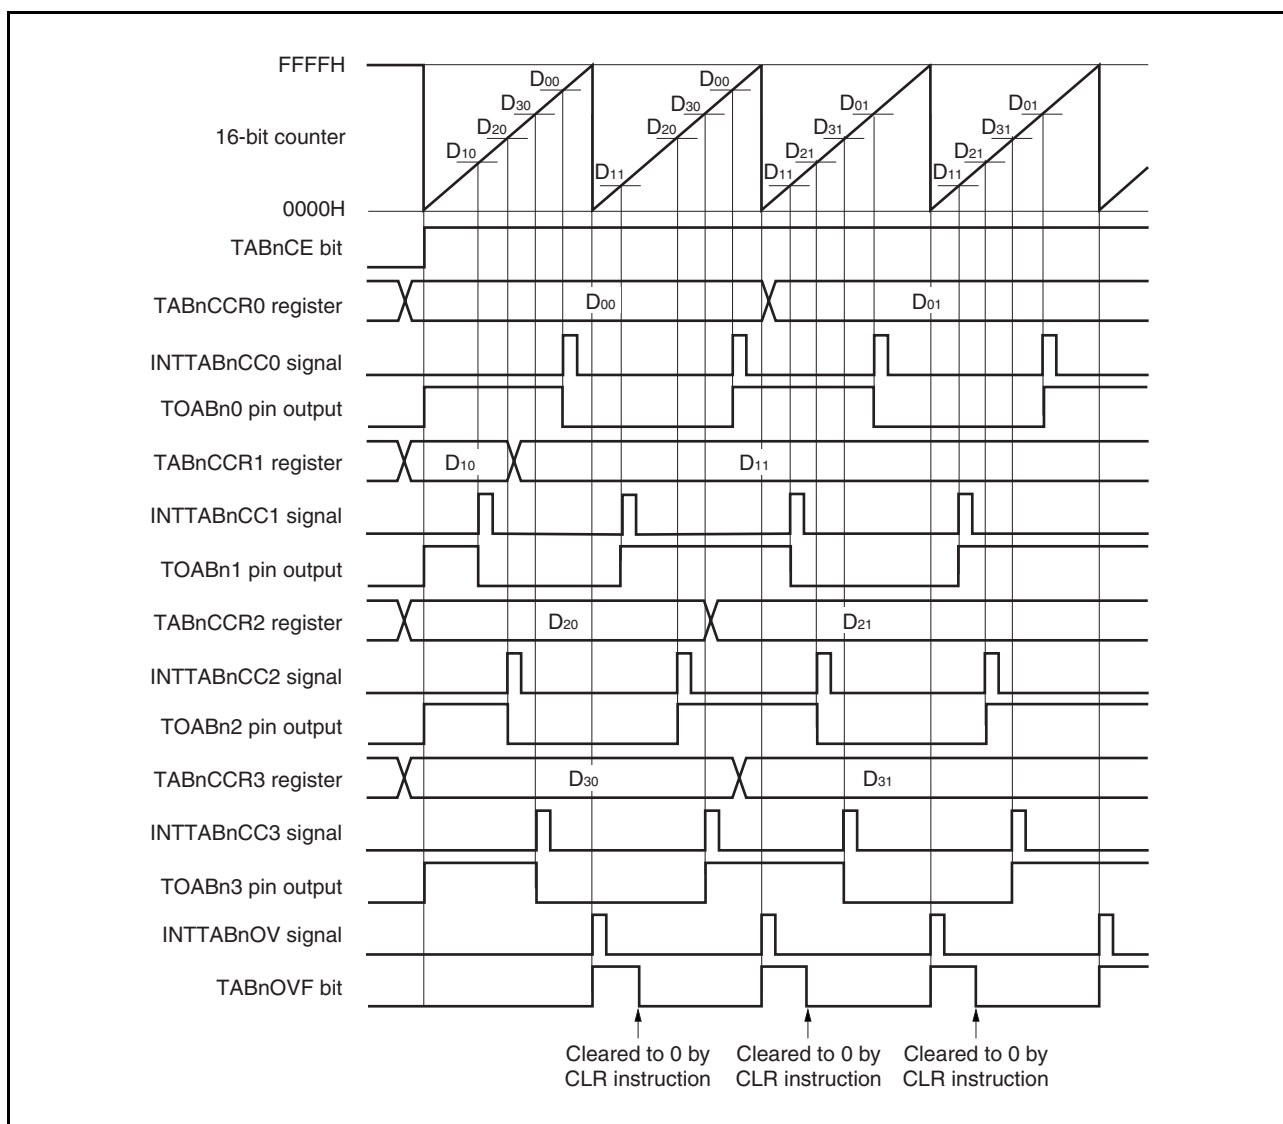 FFFFH
16-bit counter
0000H
D10 D20 D30 D00 D11 D20 D30 D00 D11 D21 D31 D01 D11 D21 D31 D01
TABnCE bit
TABnCCR0 register D00 D01
INTTABnCC0 signal
TOABn0 pin output
TABnCCR1 register D10 D11
INTTABnCC1 signal
TOABn1 pin output
TABnCCR2 register D20 D21
INTTABnCC2 signal
TOABn2 pin output
TABnCCR3 register D30 D31
INTTABnCC3 signal
TOABn3 pin output
INTTABnOV signal
TABnOVF bit
Cleared to 0 by
CLR instruction
Cleared to 0 by
CLR instruction
Cleared to 0 by
CLR instruction